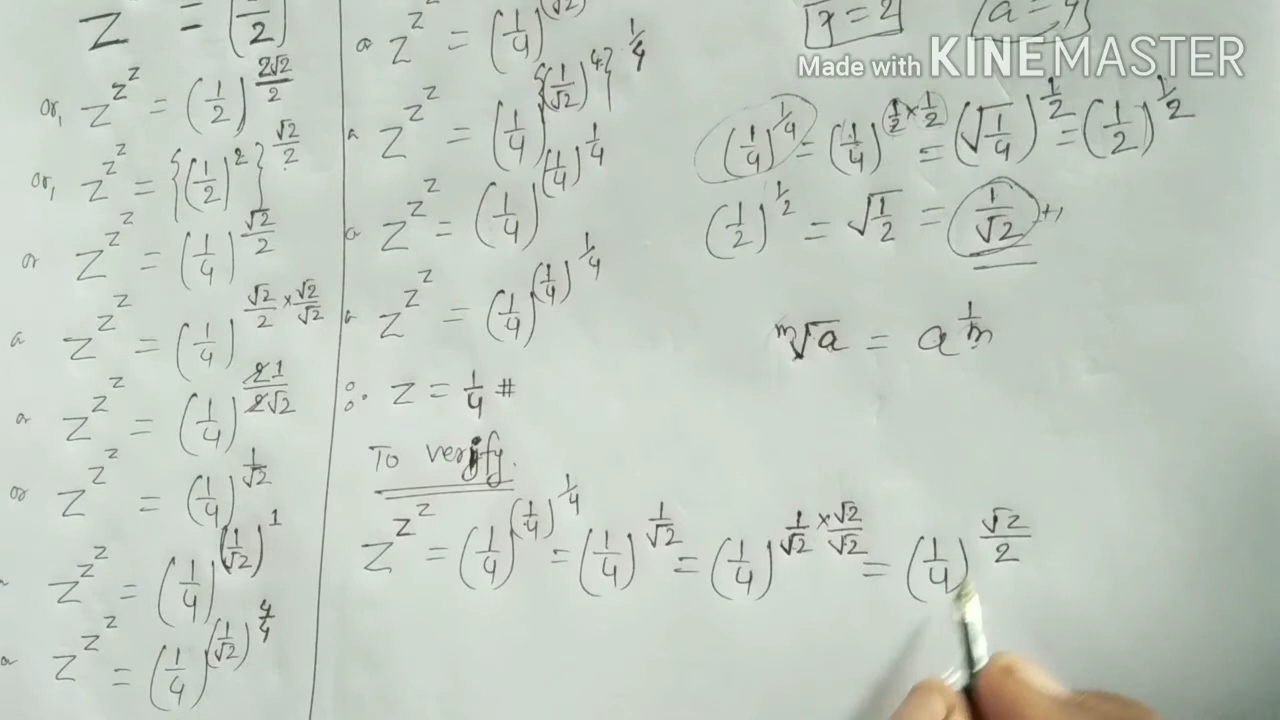 z^z^z = (1/2)
or, z^z^z = (1/2)^(2√2/2)
or, z^z^z = {(1/2)^2}^(√2/2)
or z^z^z = (1/4)^(√2/2)
a z^z^z = (1/4)^(√2/2 × √2/√2)
a z^z^z = (1/4)^(2 1/2√2)
or z^z^z = (1/4)^(1/√2)
z^z^z = (1/4)^(1/√2)^1
a z^z^z = (1/4)^(1/√2)^(4/4)
a z^z^z = (1/4)^(√2)
a z^z^z = (1/4)^{(1/√2)^4}^(1/4)
a z^z^z = (1/4)^(1/4)^(1/4)
a z^z^z = (1/4)^(1/4)^(1/4)
∴ z = 1/4 #
To verify.
z^z^z = (1/4)^(1/4)^(1/4) = (1/4)^(1/√2) = (1/4)^(1/√2 × √2/√2) = (1/4)^(√2/2)
x = 2 a = 4
Made with KINEMASTER
(1/4)^(1/4) = (1/4)^(1/2 × 1/2) = (√1/4)^(1/2) = (1/2)^(1/2)
(1/2)^(1/2) = √1/2 = (1/√2)
m√a = a^(1/m)